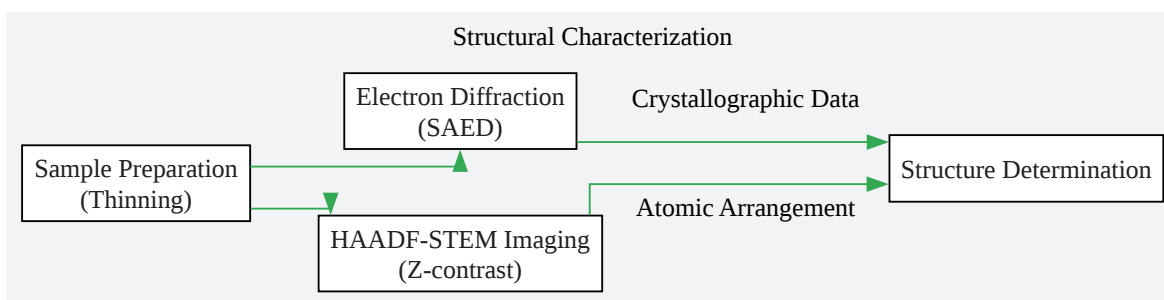 Structural Characterization
Electron Diffraction
(SAED)
Crystallographic Data
Sample Preparation
(Thinning)
Structure Determination
Atomic Arrangement
HAADF-STEM Imaging
(Z-contrast)